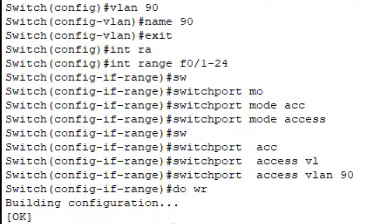 Switch(config)#vlan 90
Switch(config-vlan)#name 90
Switch(config-vlan)#exit
Switch(config)#int ra
Switch(config)#int range f0/1-24
Switch(config-if-range)#sw
Switch(config-if-range)#switchport mo
Switch(config-if-range)#switchport mode acc
Switch(config-if-range)#switchport mode access
Switch(config-if-range)#sw
Switch(config-if-range)#switchport  acc
Switch(config-if-range)#switchport  access vl
Switch(config-if-range)#switchport  access vlan 90
Switch(config-if-range)#do wr
Building configuration...
[OK]